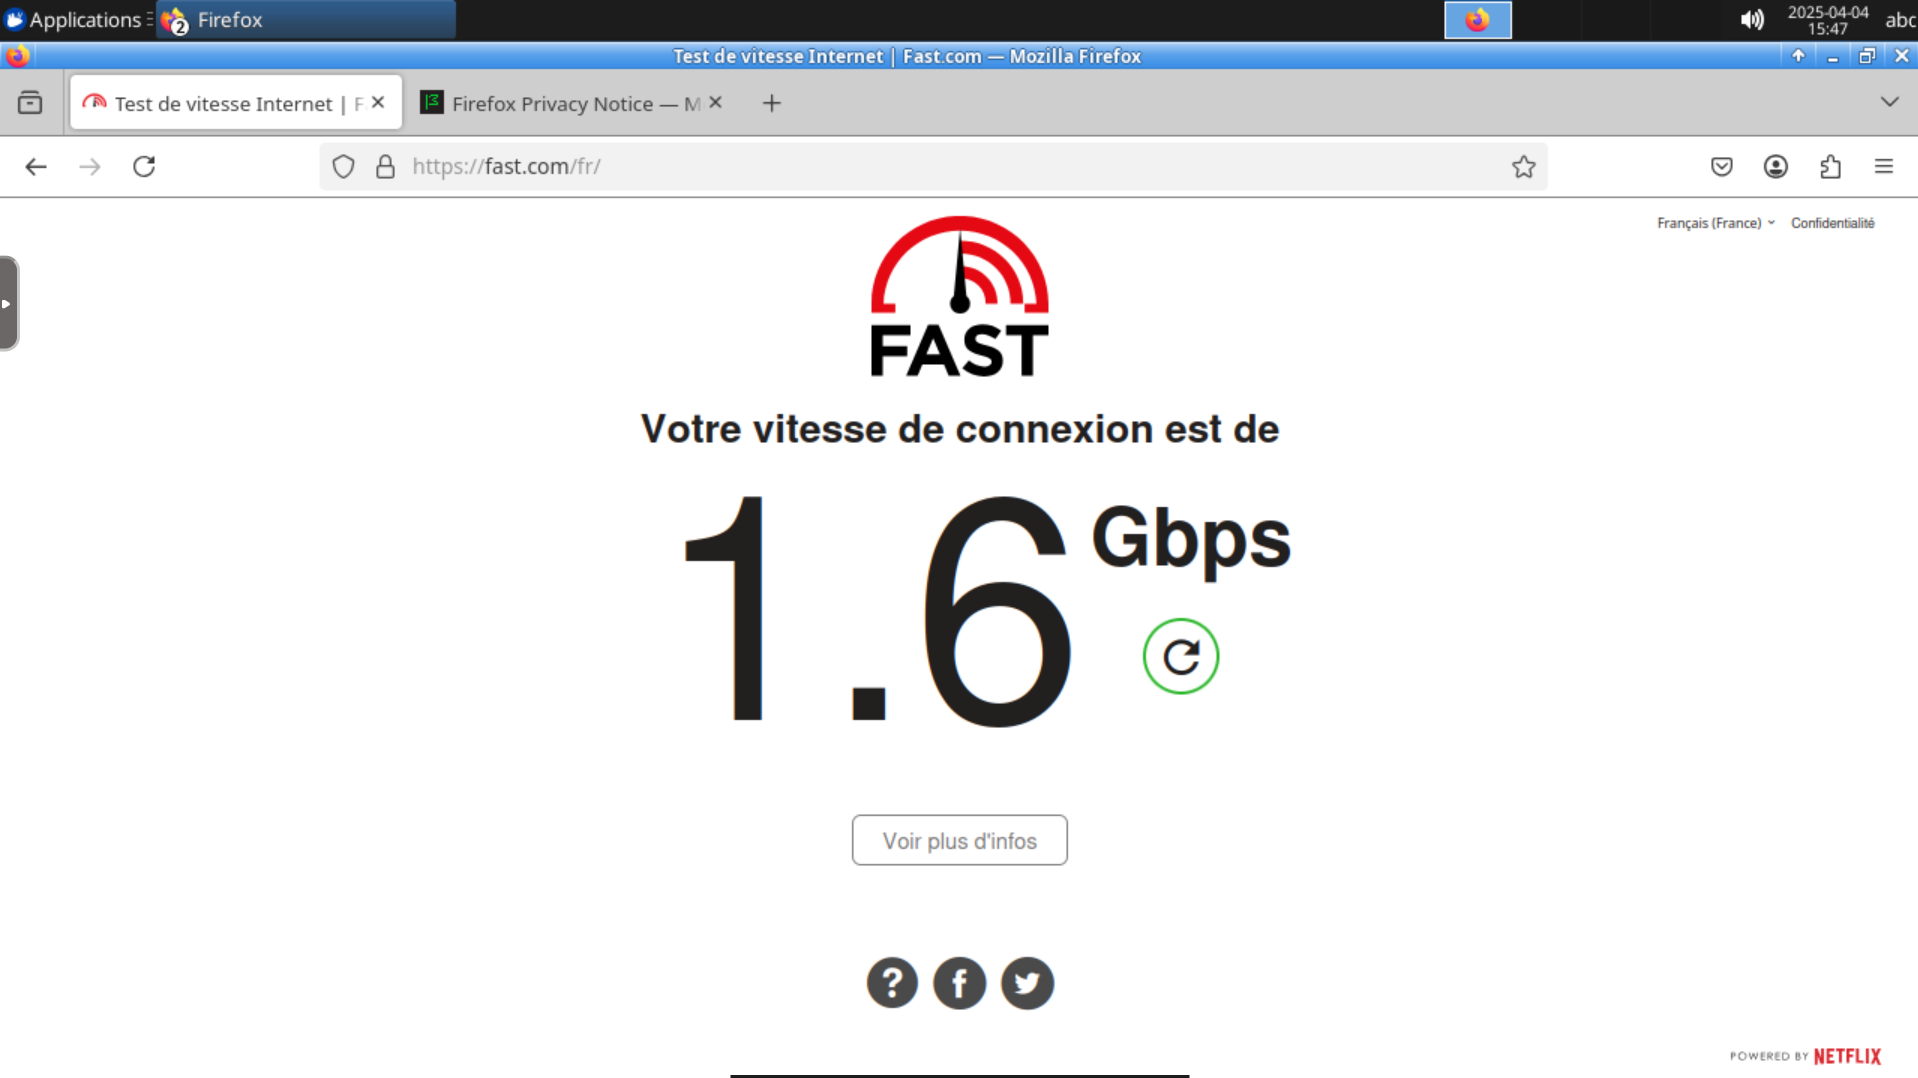 Applications
2
Firefox
2025-04-04
15:47
abc
Test de vitesse Internet | Fast.com — Mozilla Firefox
Test de vitesse Internet | F
Firefox Privacy Notice — M
https://fast.com/fr/
Français (France)
Confidentialité
FAST
Votre vitesse de connexion est de
1.6 Gbps
Voir plus d'infos
POWERED BY NETFLIX